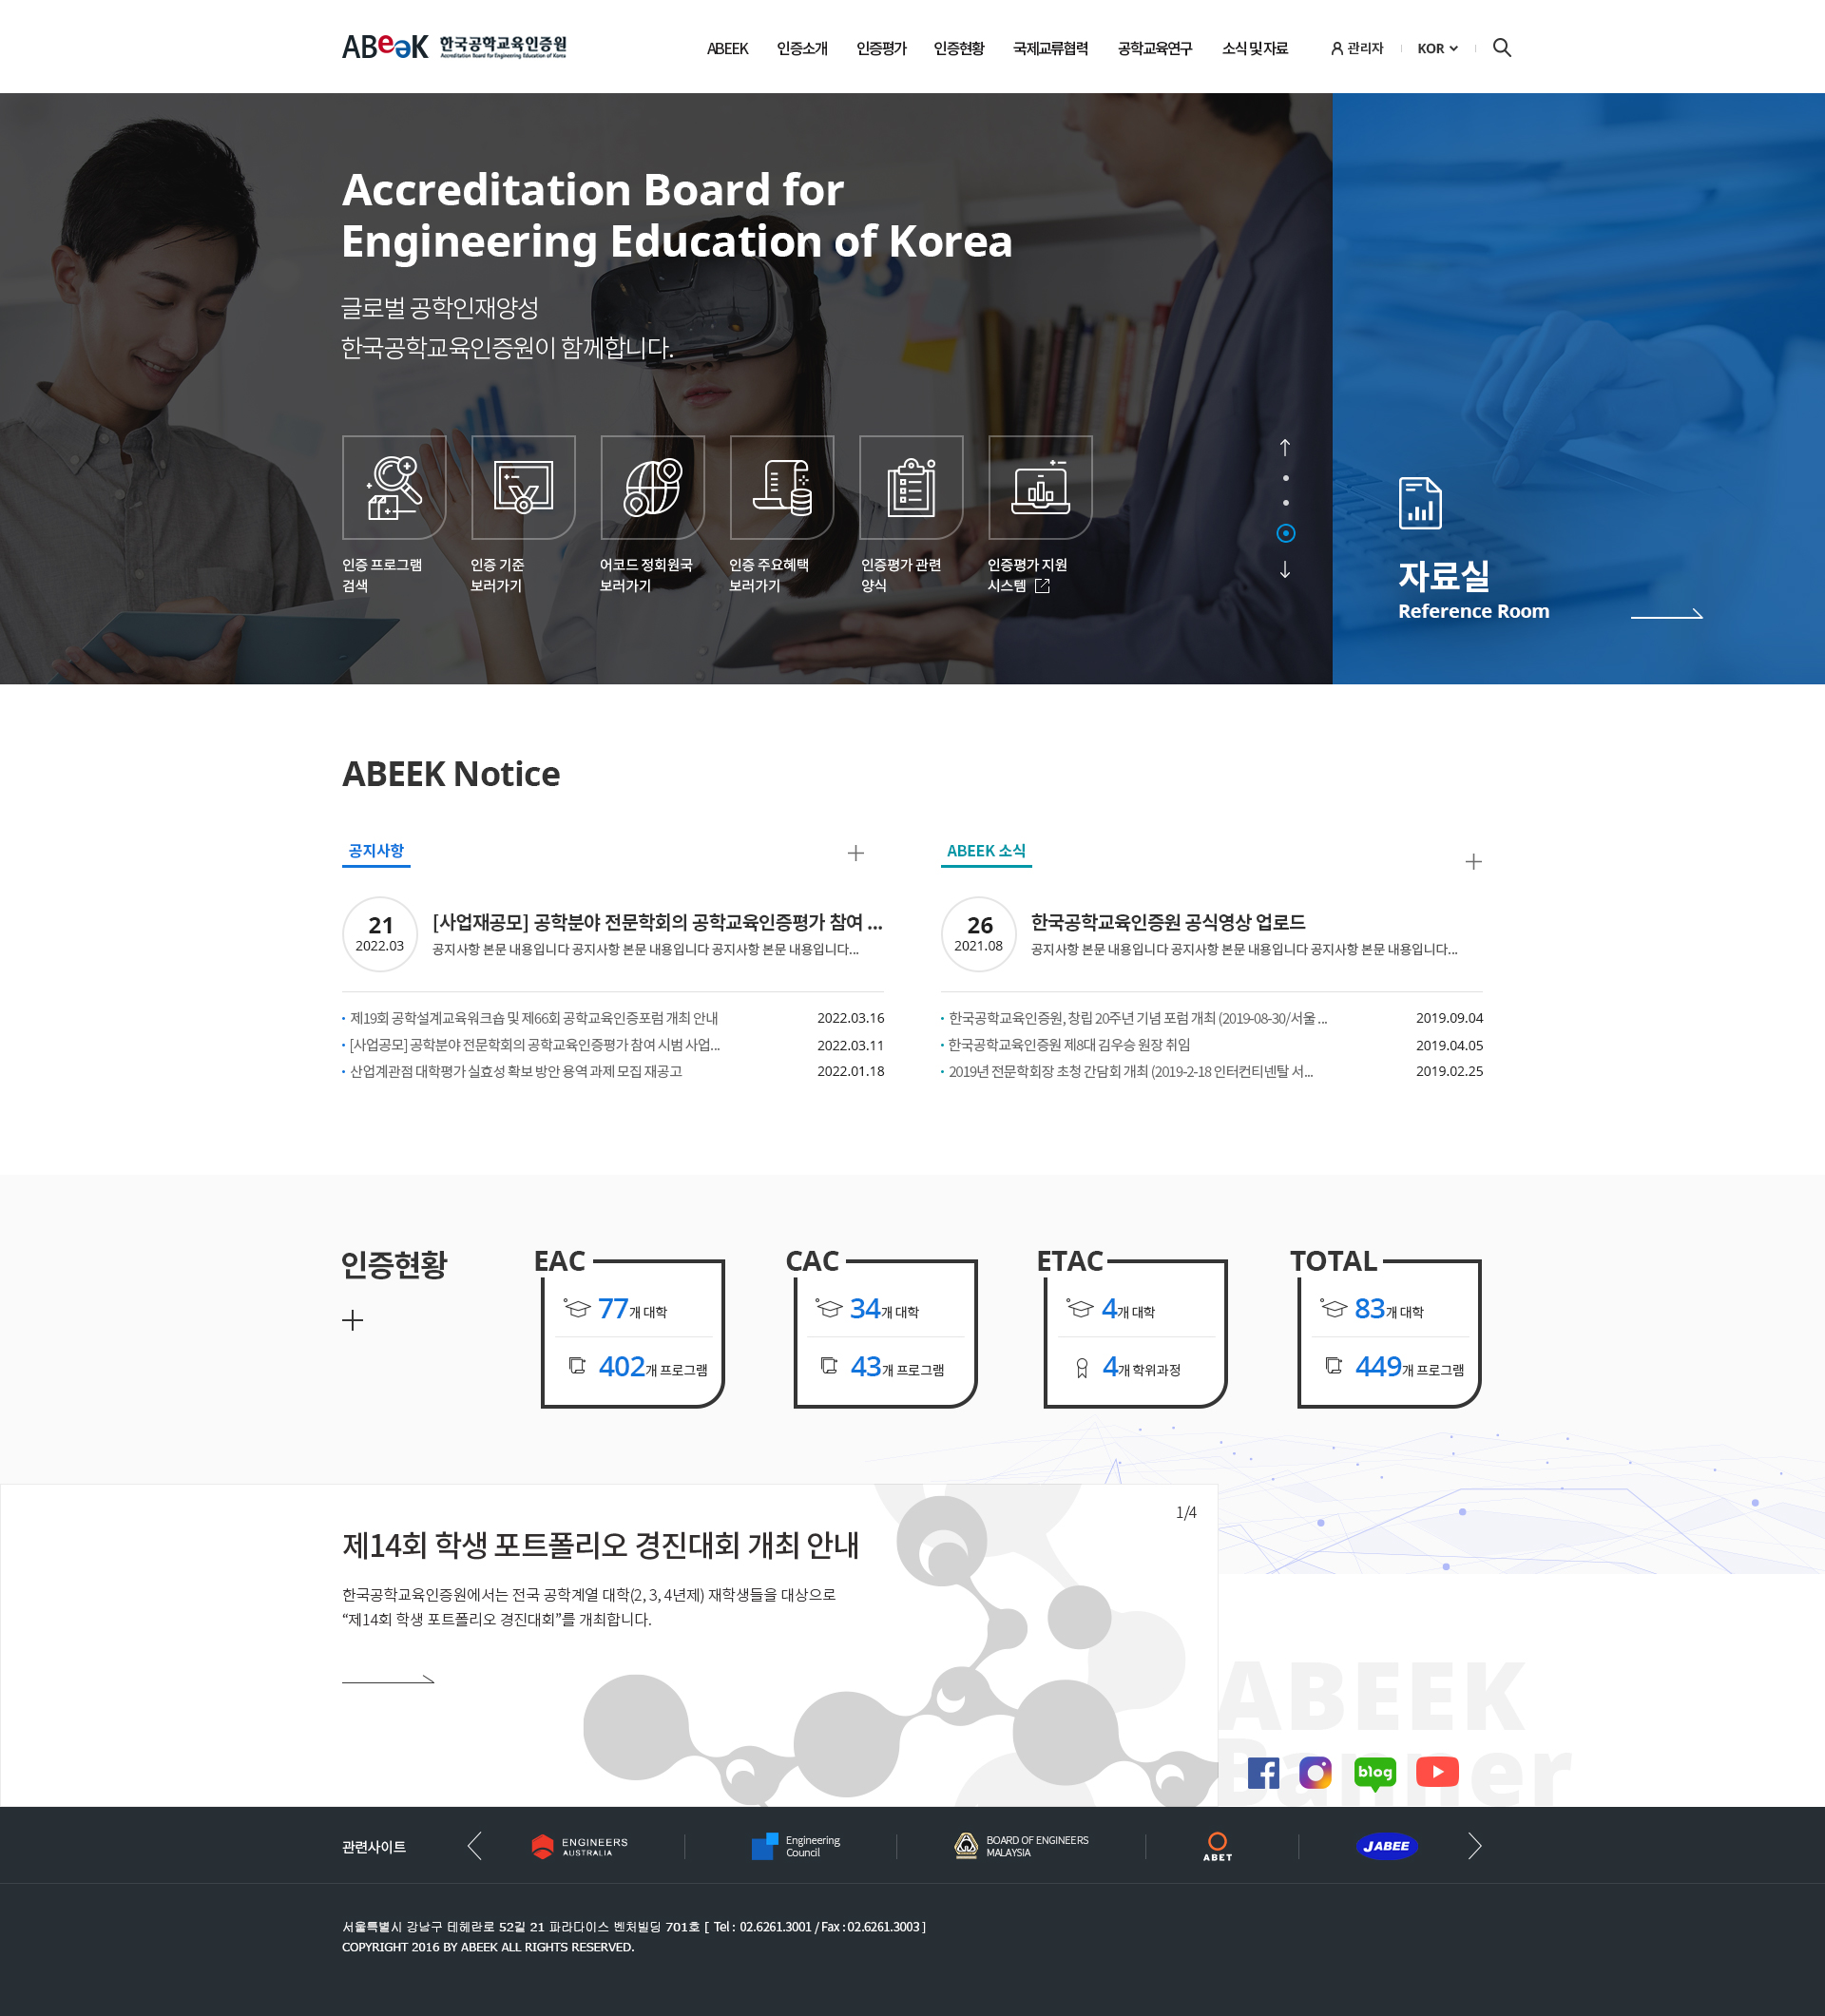 ABeeK 한국공학교육인증원
Accreditation Board for Engineering Education of Korea
ABEEK 인증소개 인증평가 인증현황 국제교류협력 공학교육연구 소식 및 자료 관리자 KOR
Accreditation Board for
Engineering Education of Korea
글로벌 공학인재양성
한국공학교육인증원이 함께합니다.
인증 프로그램
검색
인증 기준
보러가기
어코드 정회원국
보러가기
인증 주요혜택
보러가기
인증평가 관련
양식
인증평가 지원
시스템
자료실
Reference Room
ABEEK Notice
공지사항
21
2022.03
[사업재공모] 공학분야 전문학회의 공학교육인증평가 참여 ...
공지사항 본문 내용입니다 공지사항 본문 내용입니다 공지사항 본문 내용입니다...
제19회 공학설계교육워크숍 및 제66회 공학교육인증포럼 개최 안내 2022.03.16
[사업공모] 공학분야 전문학회의 공학교육인증평가 참여 시범 사업... 2022.03.11
산업계관점 대학평가 실효성 확보 방안 용역 과제 모집 재공고 2022.01.18
ABEEK 소식
26
2021.08
한국공학교육인증원 공식영상 업로드
공지사항 본문 내용입니다 공지사항 본문 내용입니다 공지사항 본문 내용입니다...
한국공학교육인증원, 창립 20주년 기념 포럼 개최 (2019-08-30/서울 ... 2019.09.04
한국공학교육인증원 제8대 김우승 원장 취임 2019.04.05
2019년 전문학회장 초청 간담회 개최 (2019-2-18 인터컨티넨탈 서... 2019.02.25
인증현황
EAC
77개 대학
402개 프로그램
CAC
34개 대학
43개 프로그램
ETAC
4개 대학
4개 학위과정
TOTAL
83개 대학
449개 프로그램
1/4
제14회 학생 포트폴리오 경진대회 개최 안내
한국공학교육인증원에서는 전국 공학계열 대학(2, 3, 4년제) 재학생들을 대상으로
“제14회 학생 포트폴리오 경진대회”를 개최합니다.
ABEEK
Banner
blog
관련사이트
ENGINEERS
AUSTRALIA
Engineering
Council
BOARD OF ENGINEERS
MALAYSIA
ABET
JABEE
서울특별시 강남구 테헤란로 52길 21 파라다이스 벤처빌딩 701호 [ Tel : 02.6261.3001 / Fax : 02.6261.3003 ]
COPYRIGHT 2016 BY ABEEK ALL RIGHTS RESERVED.